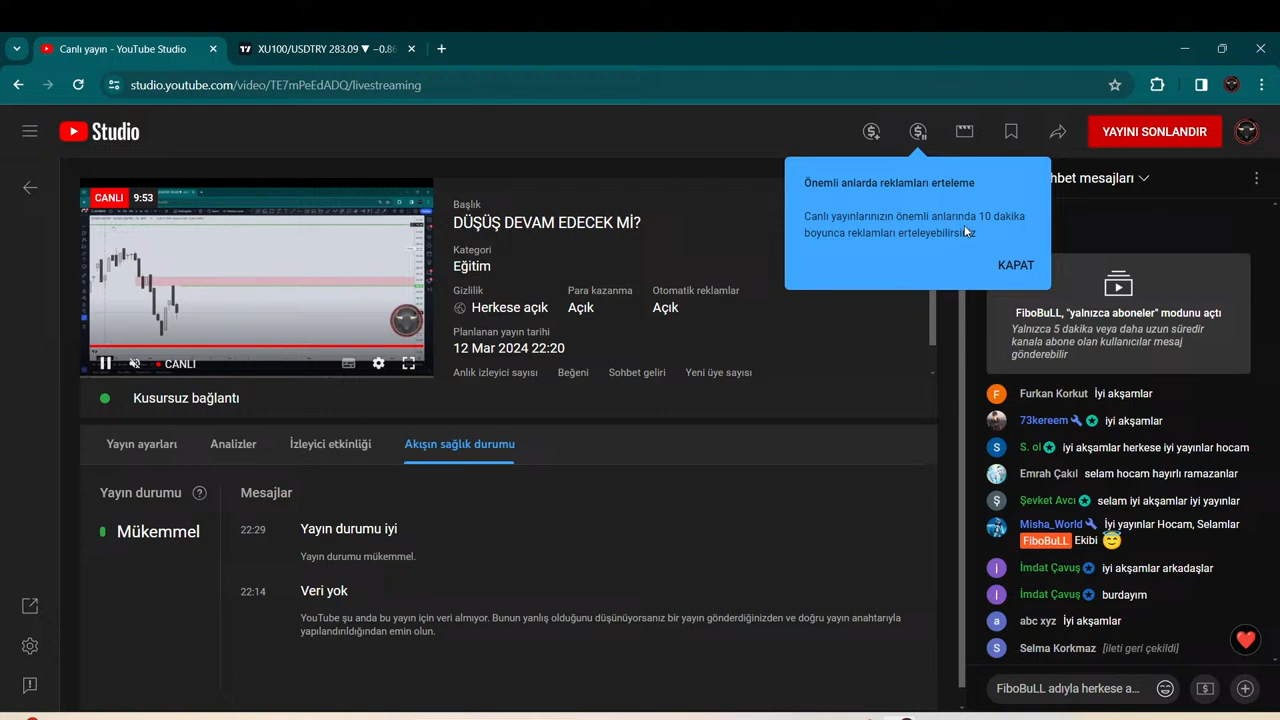 Canlı yayın - YouTube Studio
XU100/USDTRY 283.09 ▼ −0.86
studio.youtube.com/video/TE7mPeEdADQ/livestreaming
Studio
YAYINI SONLANDIR
CANLI 9:53
CANLI
Başlık
DÜŞÜŞ DEVAM EDECEK Mİ?
Kategori
Eğitim
Gizlilik Para kazanma Otomatik reklamlar
Herkese açık Açık Açık
Planlanan yayın tarihi
12 Mar 2024 22:20
Anlık izleyici sayısı Beğeni Sohbet geliri Yeni üye sayısı
Önemli anlarda reklamları erteleme
Canlı yayınlarınızın önemli anlarında 10 dakika
boyunca reklamları erteleyebilirsiniz
KAPAT
Kusursuz bağlantı
Yayın ayarları Analizler İzleyici etkinliği Akışın sağlık durumu
Yayın durumu
Mükemmel
Mesajlar
22:29 Yayın durumu iyi
Yayın durumu mükemmel.
22:14 Veri yok
YouTube şu anda bu yayın için veri almıyor. Bunun yanlış olduğunu düşünüyorsanız bir yayın gönderdiğinizden ve doğru yayın anahtarıyla
yapılandırıldığından emin olun.
hbet mesajları
FiboBuLL, "yalnızca aboneler" modunu açtı
Yalnızca 5 dakika veya daha uzun süredir
kanala abone olan kullanıcılar mesaj
gönderebilir
Furkan Korkut İyi akşamlar
73kereem iyi akşamlar
S. ol iyi akşamlar herkese iyi yayınlar hocam
Emrah Çakıl selam hocam hayırlı ramazanlar
Şevket Avcı selam iyi akşamlar iyi yayınlar
Misha_World İyi yayınlar Hocam, Selamlar
FiboBuLL Ekibi
İmdat Çavuş iyi akşamlar arkadaşlar
İmdat Çavuş burdayım
abc xyz İyi akşamlar
Selma Korkmaz [ileti geri çekildi]
FiboBuLL adıyla herkese a...